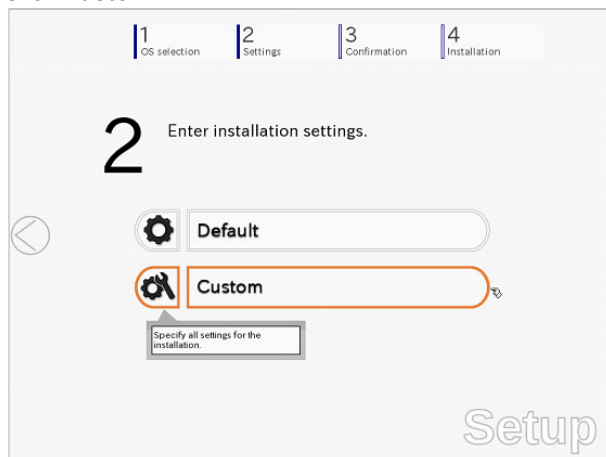 1
OS selection
2
Settings
3
Confirmation
4
Installation
2
Enter installation settings.
Default
Custom
Specify all settings for the
installation.
Setup